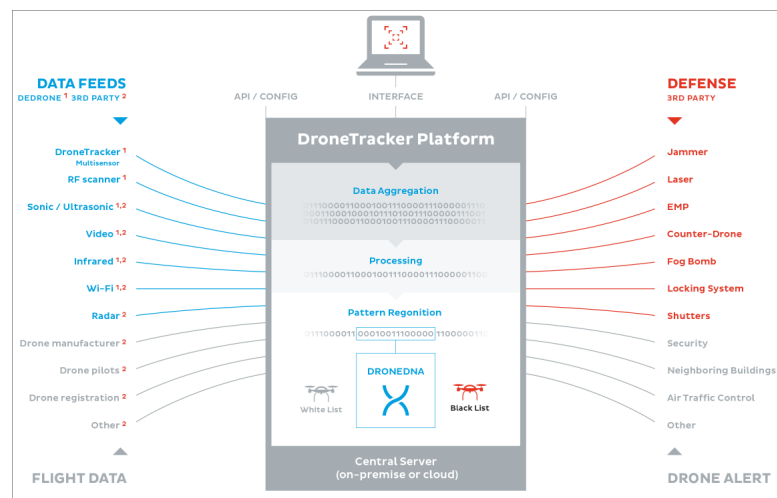 DATA FEEDS
DEDRONE 1 3RD PARTY 2
DroneTracker 1
Multisensor
RF scanner 1
Sonic / Ultrasonic 1,2
Video 1,2
Infrared 1,2
Wi-Fi 1,2
Radar 2
Drone manufacturer 2
Drone pilots 2
Drone registration 2
Other 2
FLIGHT DATA
API / CONFIG
INTERFACE
API / CONFIG
DroneTracker Platform
Data Aggregation
Processing
Pattern Regonition
00010011100000
DRONEDNA
White List
Black List
Central Server
(on-premise or cloud)
DEFENSE
3RD PARTY
Jammer
Laser
EMP
Counter-Drone
Fog Bomb
Locking System
Shutters
Security
Neighboring Buildings
Air Traffic Control
Other
DRONE ALERT